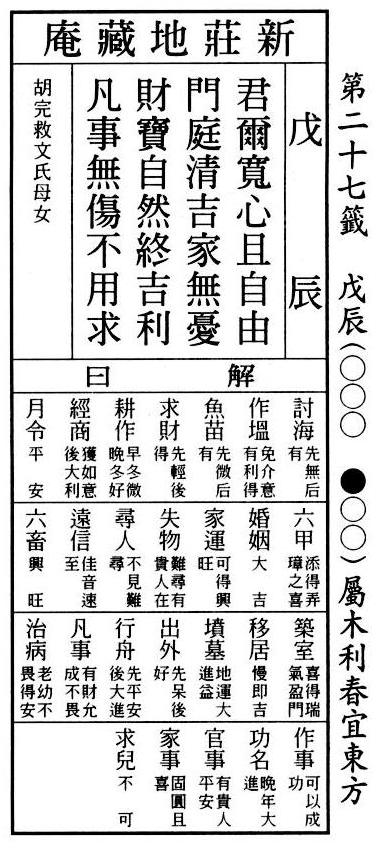 第二十七籤　戊辰(○○○　●○○)屬木利春宜東方
新莊地藏庵
戊辰
君爾寬心且自由
門庭清吉家無憂
財寶自然終吉利
凡事無傷不用求
胡完救文氏母女
解曰
討海 先無后有
作塭 免介意有利得
魚苗 先微后有
求財 先輕後得
耕作 早冬微晚冬好
經商 獲如意後大利
月令 平安
六甲 添得弄璋之喜
婚姻 大吉
家運 可得興旺
失物 難尋有貴人在
尋人 不見難尋
遠信 佳音速至
六畜 興旺
築室 喜得瑞氣盈門
移居 慢即吉
墳墓 地運大進益
出外 先呆後好
行舟 先平安後大進
凡事 有財允成不畏
治病 老幼不畏得安
作事 可以成功
功名 晚年大進
官事 有貴人平安
家事 固圓且喜
求兒 不可